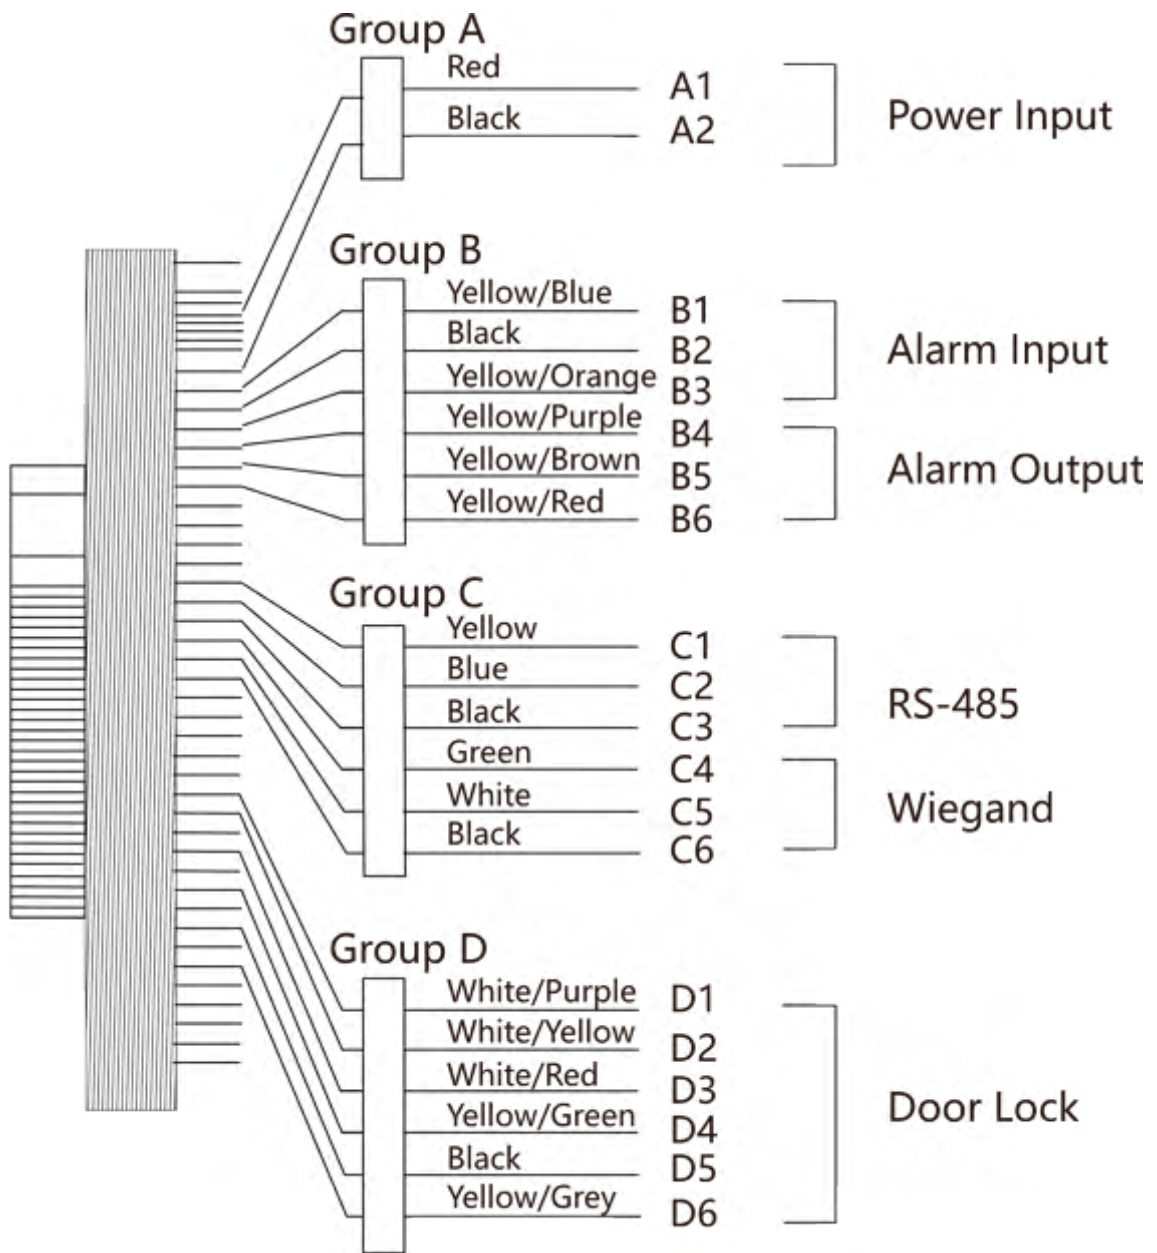 Group A
Red A1
Black A2
Power Input
Group B
Yellow/Blue B1
Black B2
Yellow/Orange B3
Alarm Input
Yellow/Purple B4
Yellow/Brown B5
Yellow/Red B6
Alarm Output
Group C
Yellow C1
Blue C2
Black C3
RS-485
Green C4
White C5
Black C6
Wiegand
Group D
White/Purple D1
White/Yellow D2
White/Red D3
Yellow/Green D4
Black D5
Yellow/Grey D6
Door Lock